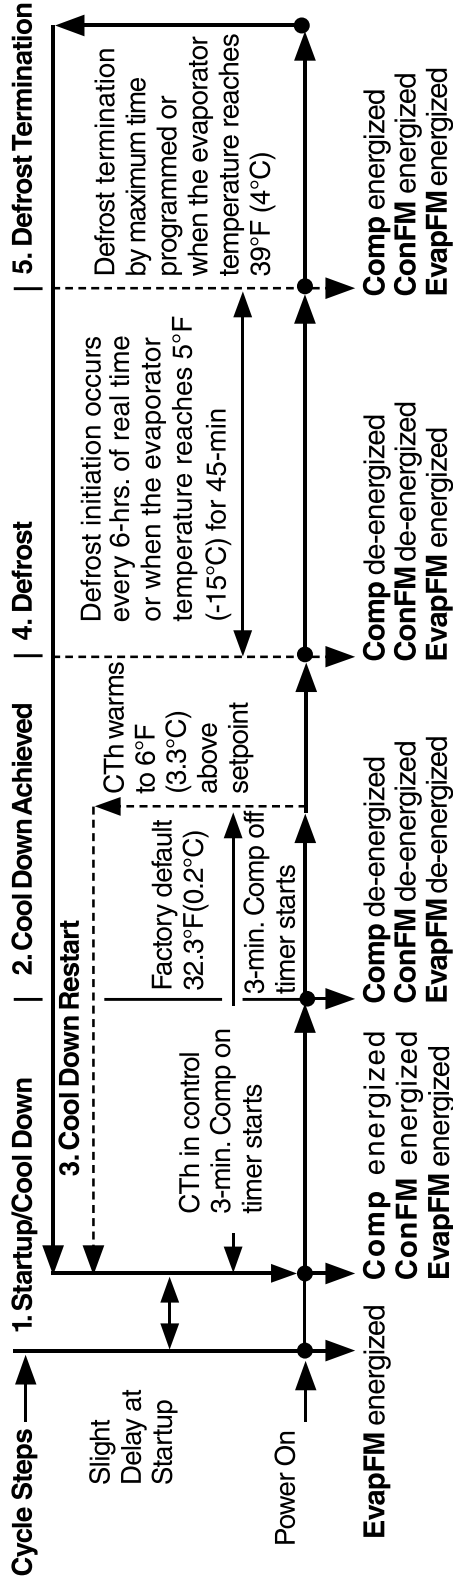 Cycle Steps
1. Startup/Cool Down
2. Cool Down Achieved
4. Defrost
5. Defrost Termination
3. Cool Down Restart
Slight
Delay at
Startup
CTh in control
3-min. Comp on
timer starts
Factory default
32.3°F(0.2°C)
3-min. Comp off
timer starts
CTh warms
to 6°F
(3.3°C)
above
setpoint
Defrost initiation occurs
every 6-hrs. of real time
or when the evaporator
temperature reaches 5°F
(-15°C) for 45-min
Defrost termination
by maximum time
programmed or
when the evaporator
temperature reaches
39°F (4°C)
Power On
EvapFM energized
Comp energized
ConFM energized
EvapFM energized
Comp de-energized
ConFM de-energized
EvapFM de-energized
Comp de-energized
ConFM de-energized
EvapFM energized
Comp energized
ConFM energized
EvapFM energized